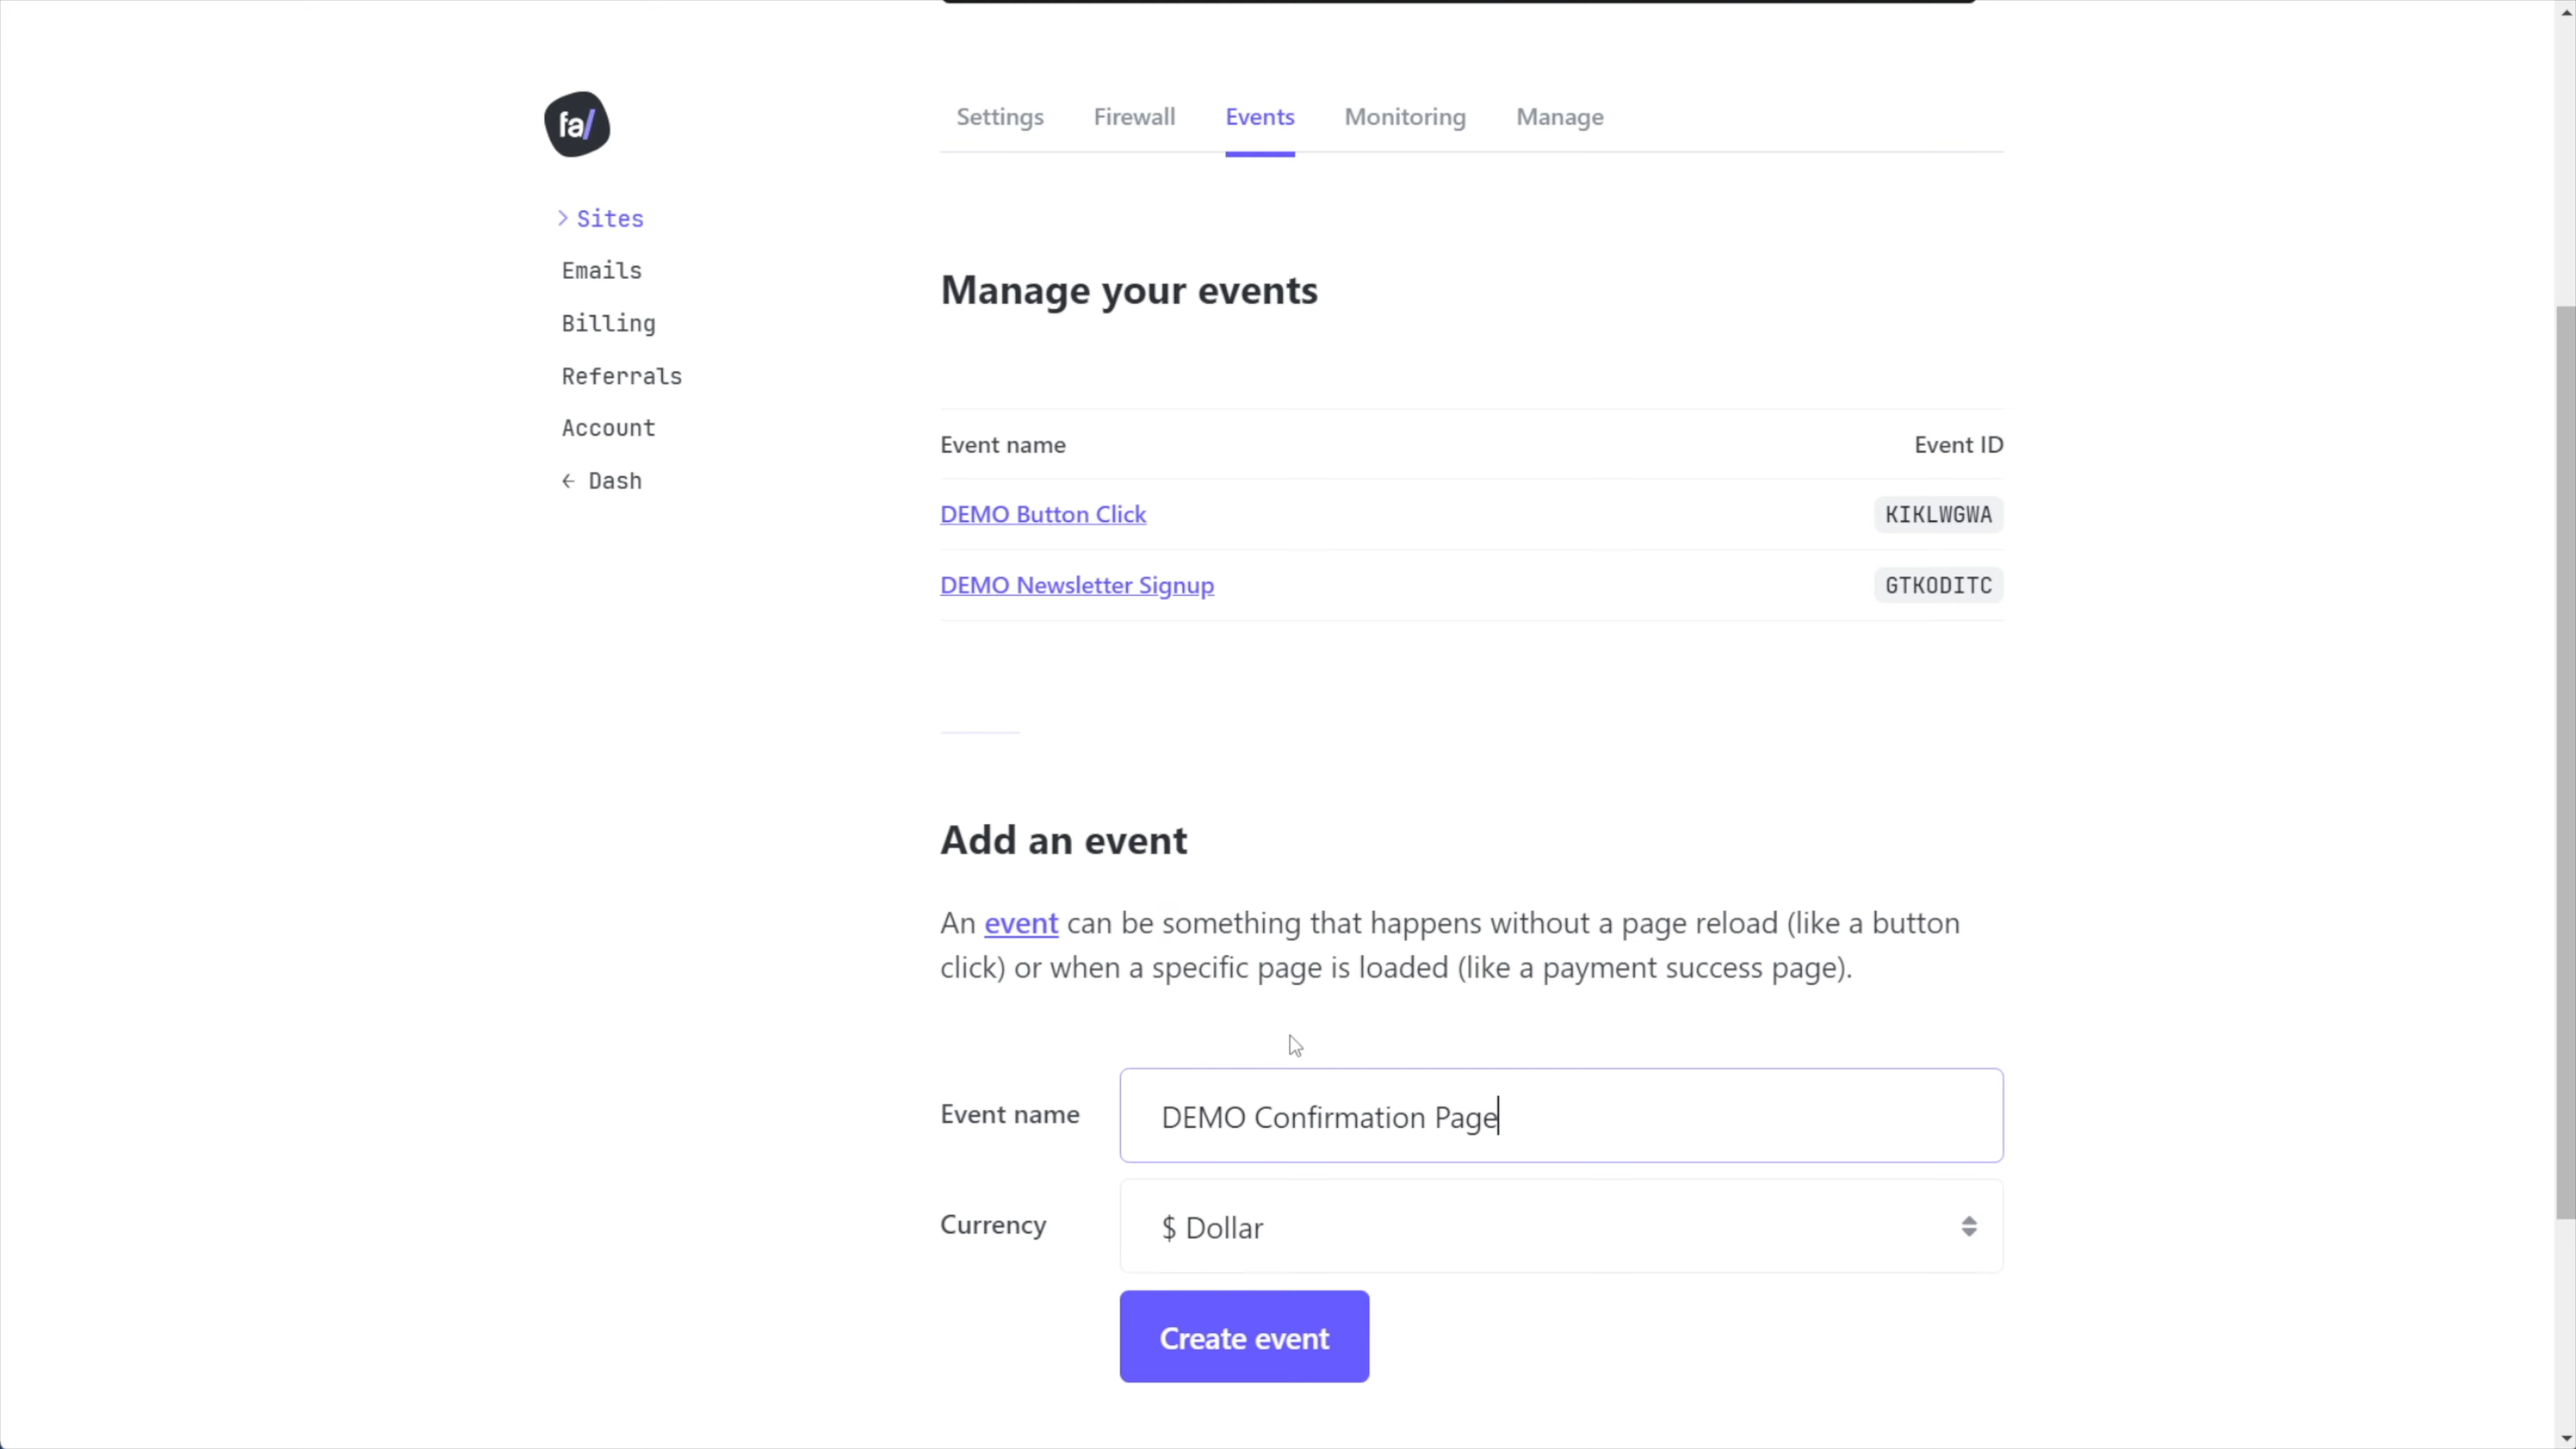 fa/
> Sites
Emails
Billing
Referrals
Account
← Dash
Settings Firewall Events Monitoring Manage
Manage your events
Event name Event ID
DEMO Button Click KIKLWGWA
DEMO Newsletter Signup GTKODITC
Add an event
An event can be something that happens without a page reload (like a button
click) or when a specific page is loaded (like a payment success page).
Event name DEMO Confirmation Page
Currency $ Dollar
Create event